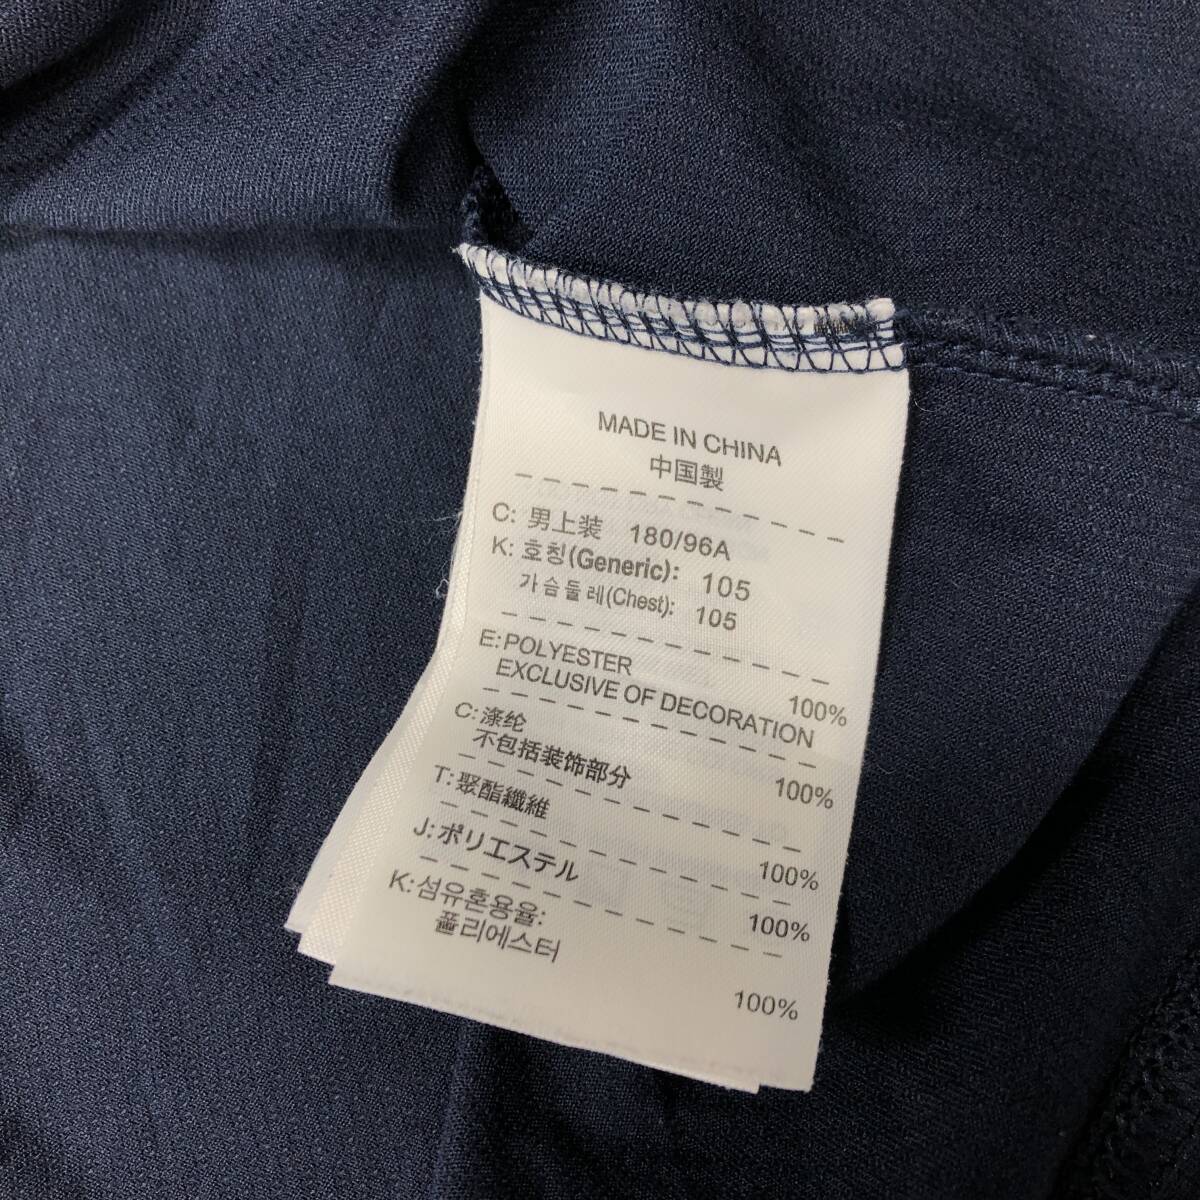 MADE IN CHINA
中国製
C: 男上装 180/96A
K: 호칭(Generic): 105
가슴둘레(Chest): 105
E: POLYESTER 100%
EXCLUSIVE OF DECORATION
C: 涤纶 100%
不包括装饰部分
T: 聚酯纖維 100%
J: ポリエステル 100%
K: 섬유혼용율:
폴리에스터 100%